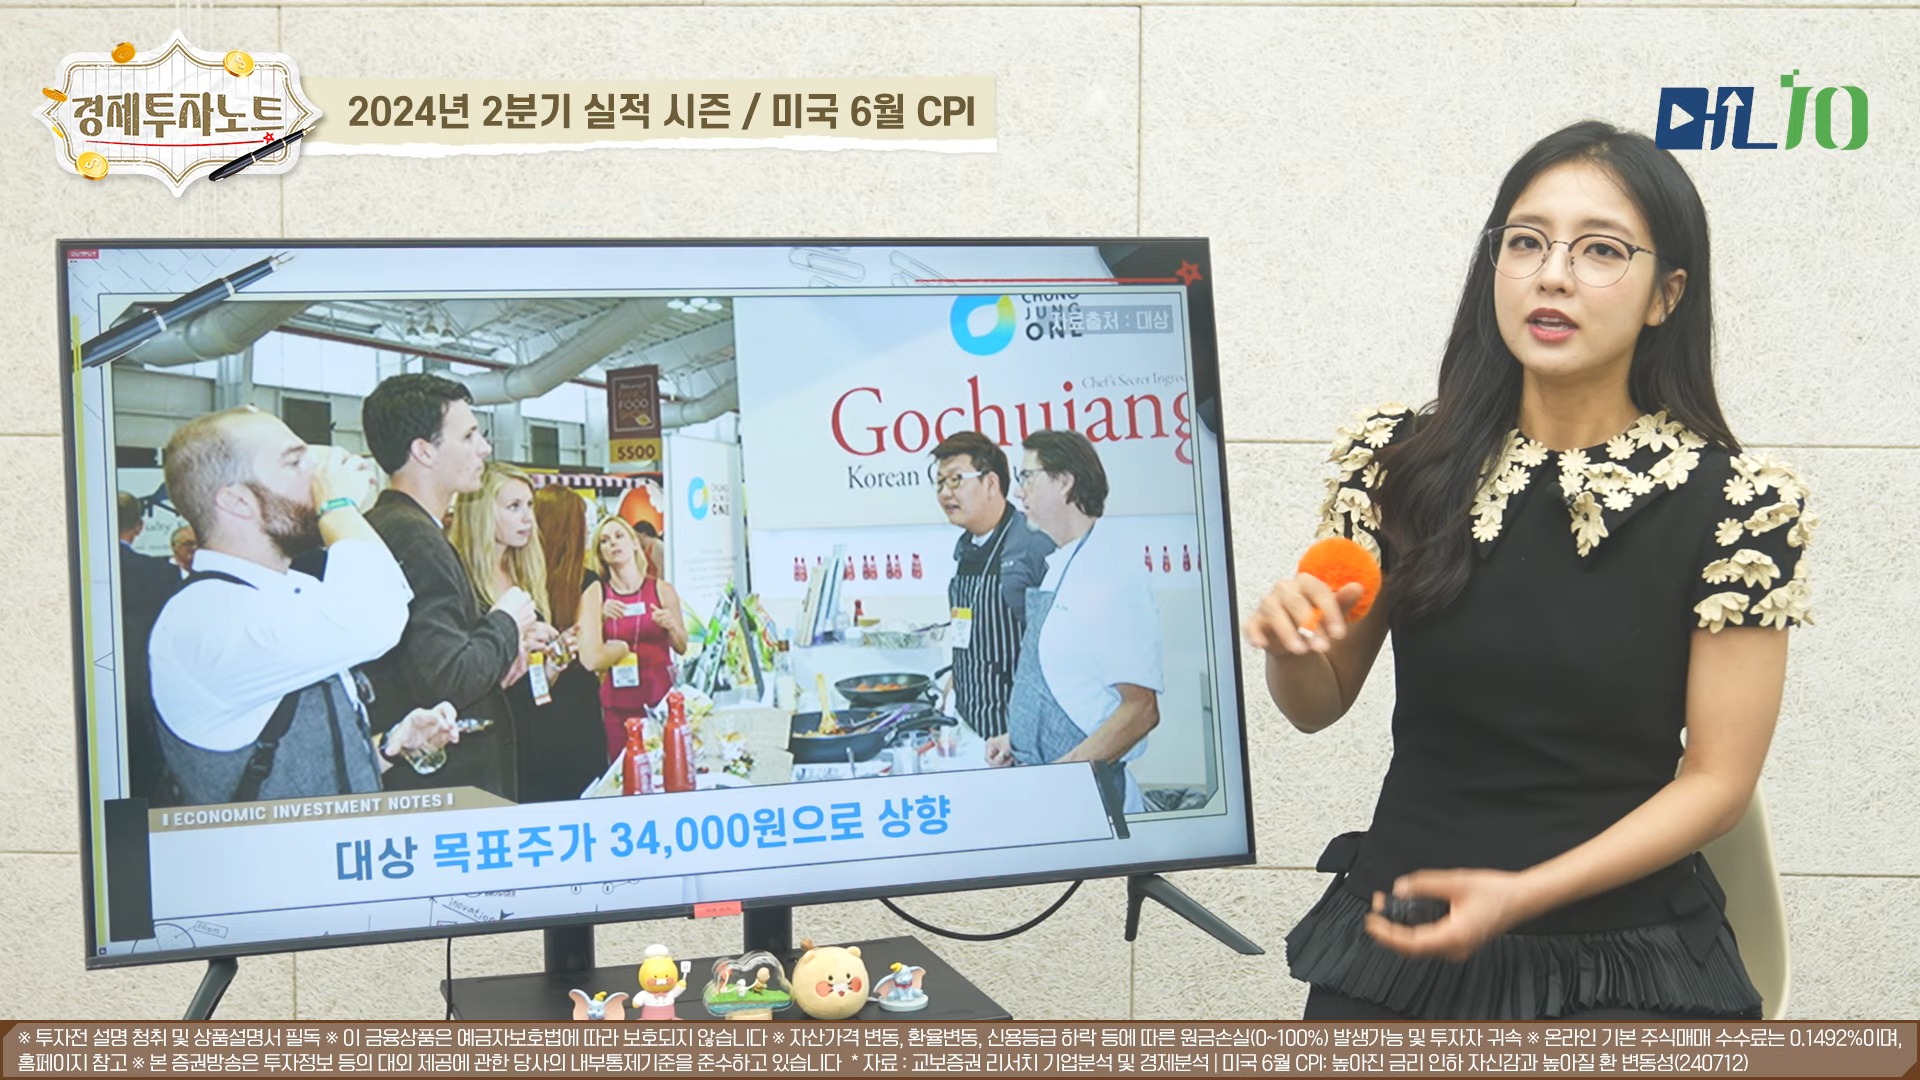 경제투자노트
2024년 2분기 실적 시즌 / 미국 6월 CPI
머니10
OUTPUT
CHUNG
JUNG
ONE
자료출처 : 대상
Chef's Secret
Gochujang
Korean
FOOD
5500
CHUNG
JUNG
ONE
ECONOMIC INVESTMENT NOTES
대상 목표주가 34,000원으로 상향
inovation
※ 투자전 설명 청취 및 상품설명서 필독 ※ 이 금융상품은 예금자보호법에 따라 보호되지 않습니다 ※ 자산가격 변동, 환율변동, 신용등급 하락 등에 따른 원금손실(0~100%) 발생가능 및 투자자 귀속 ※ 온라인 기본 주식매매 수수료는 0.1492%이며,
홈페이지 참고 ※ 본 증권방송은 투자정보 등의 대외 제공에 관한 당사의 내부통제기준을 준수하고 있습니다 * 자료 : 교보증권 리서치 기업분석 및 경제분석 | 미국 6월 CPI: 높아진 금리 인하 자신감과 높아질 환 변동성(240712)